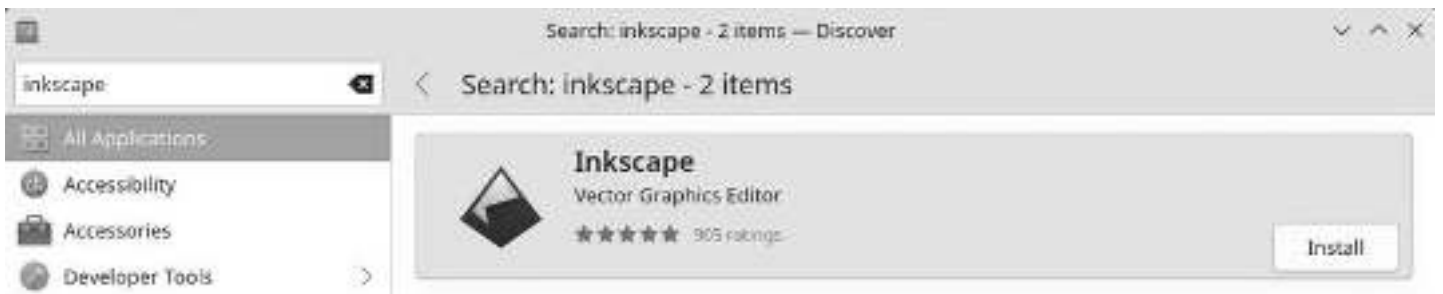 Search: inkscape - 2 items — Discover
inkscape
Search: inkscape - 2 items
All Applications
Accessibility
Accessories
Developer Tools
Inkscape
Vector Graphics Editor
905 ratings
Install